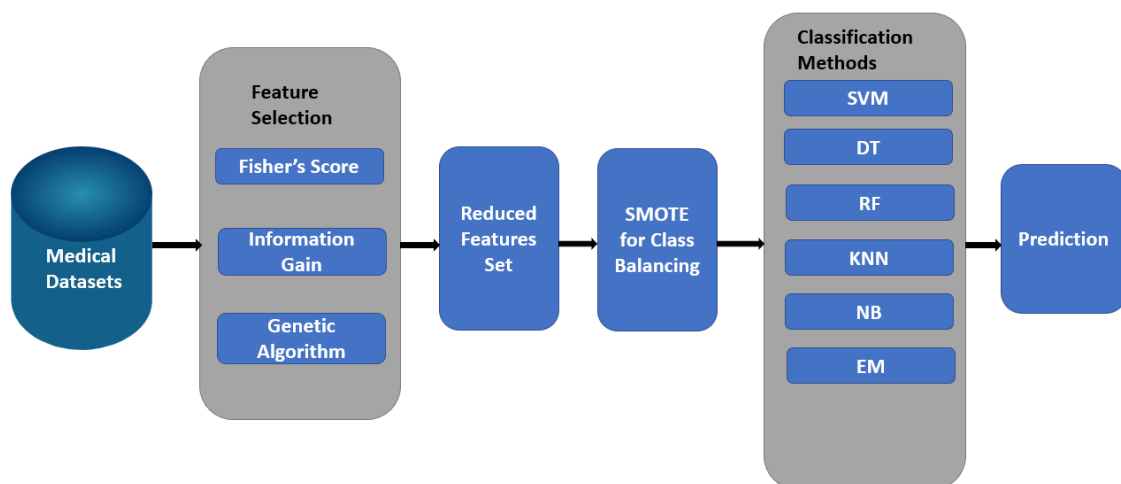 Medical
Datasets
Feature
Selection
Fisher's Score
Information
Gain
Genetic
Algorithm
Reduced
Features
Set
SMOTE
for Class
Balancing
Classification
Methods
SVM
DT
RF
KNN
NB
EM
Prediction